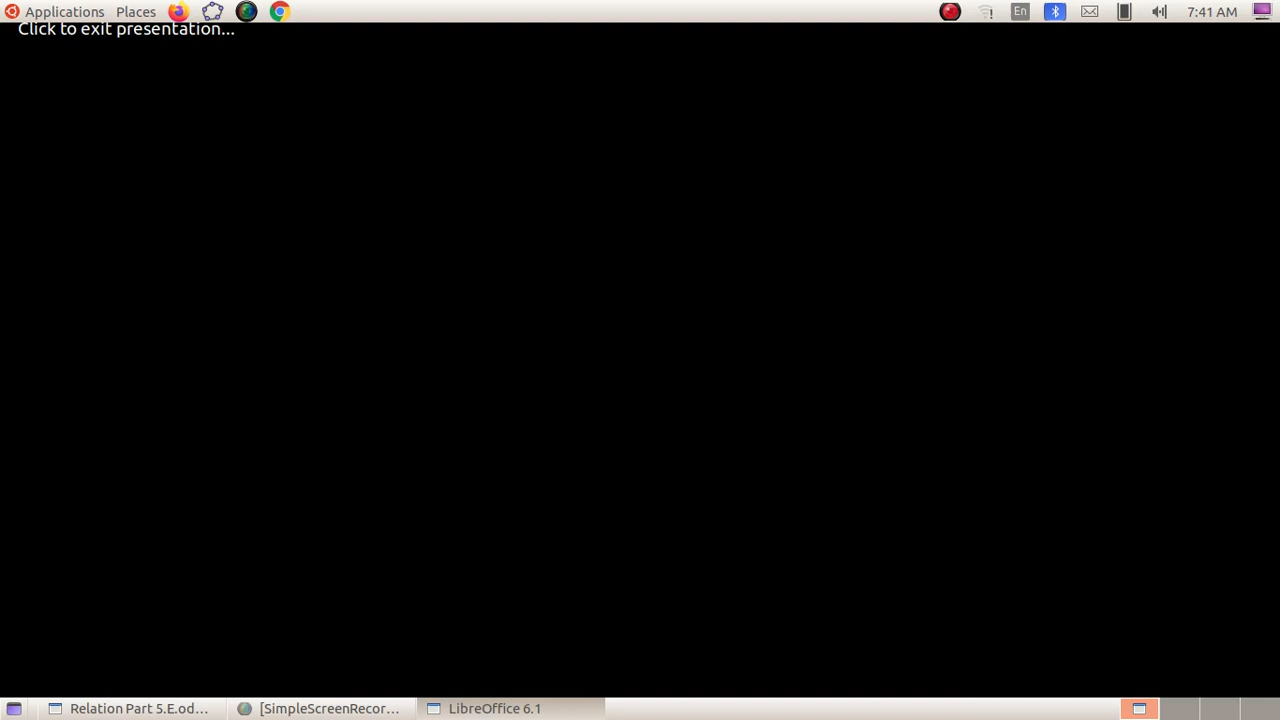 Applications Places En 7:41 AM
Click to exit presentation...
Relation Part 5.E.od... [SimpleScreenRecor... LibreOffice 6.1